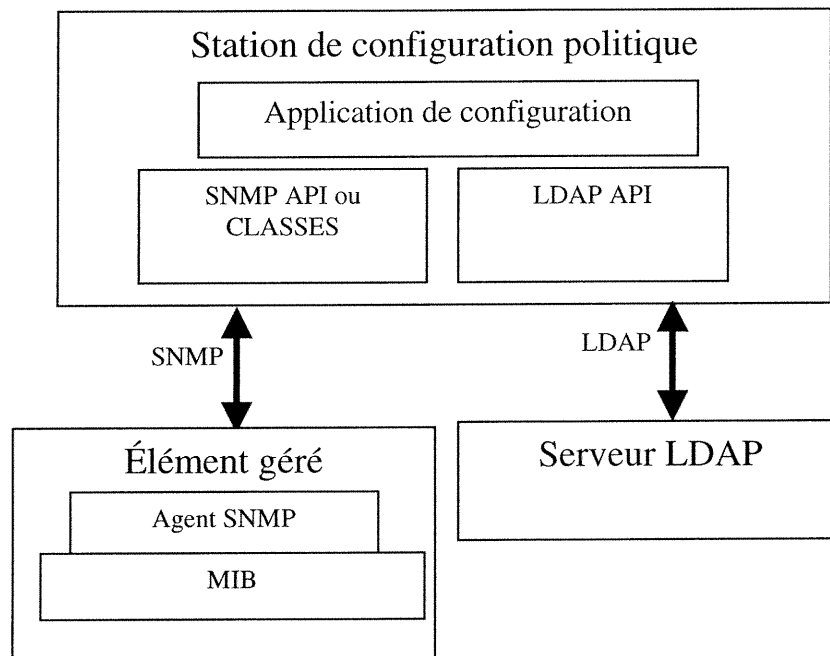 Station de configuration politique
Application de configuration
SNMP API ou
CLASSES
LDAP API
SNMP
LDAP
Élément géré
Agent SNMP
MIB
Serveur LDAP